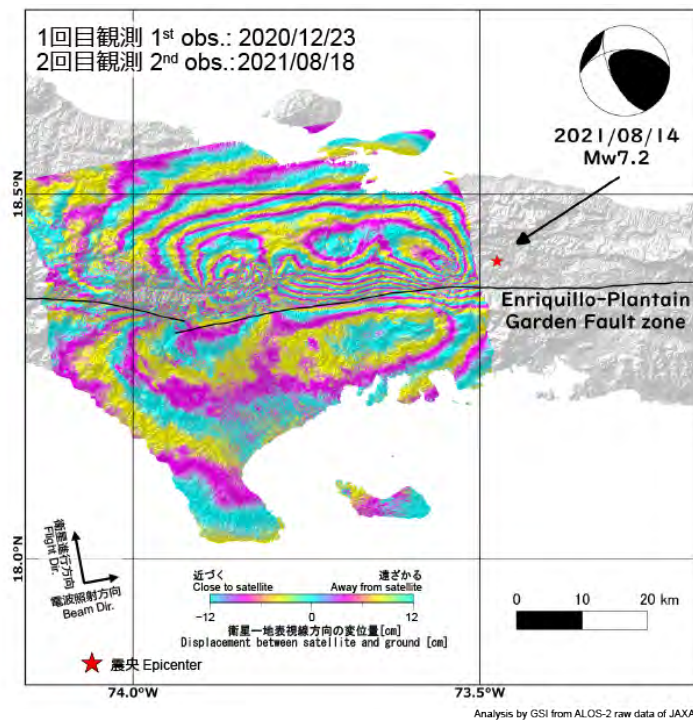 1回目観測 1st obs.: 2020/12/23
2回目観測 2nd obs.:2021/08/18
2021/08/14
Mw7.2
18.5°N
Enriquillo-Plantain
Garden Fault zone
18.0°N
衛星進行方向
Flight Dir.
電波照射方向
Beam Dir.
近づく 遠ざかる
Close to satellite Away from satellite
−12 0 12
衛星−地表視線方向の変位量[cm]
Displacement between satellite and ground [cm]
0 10 20 km
震央 Epicenter
74.0°W 73.5°W
Analysis by GSI from ALOS-2 raw data of JAXA